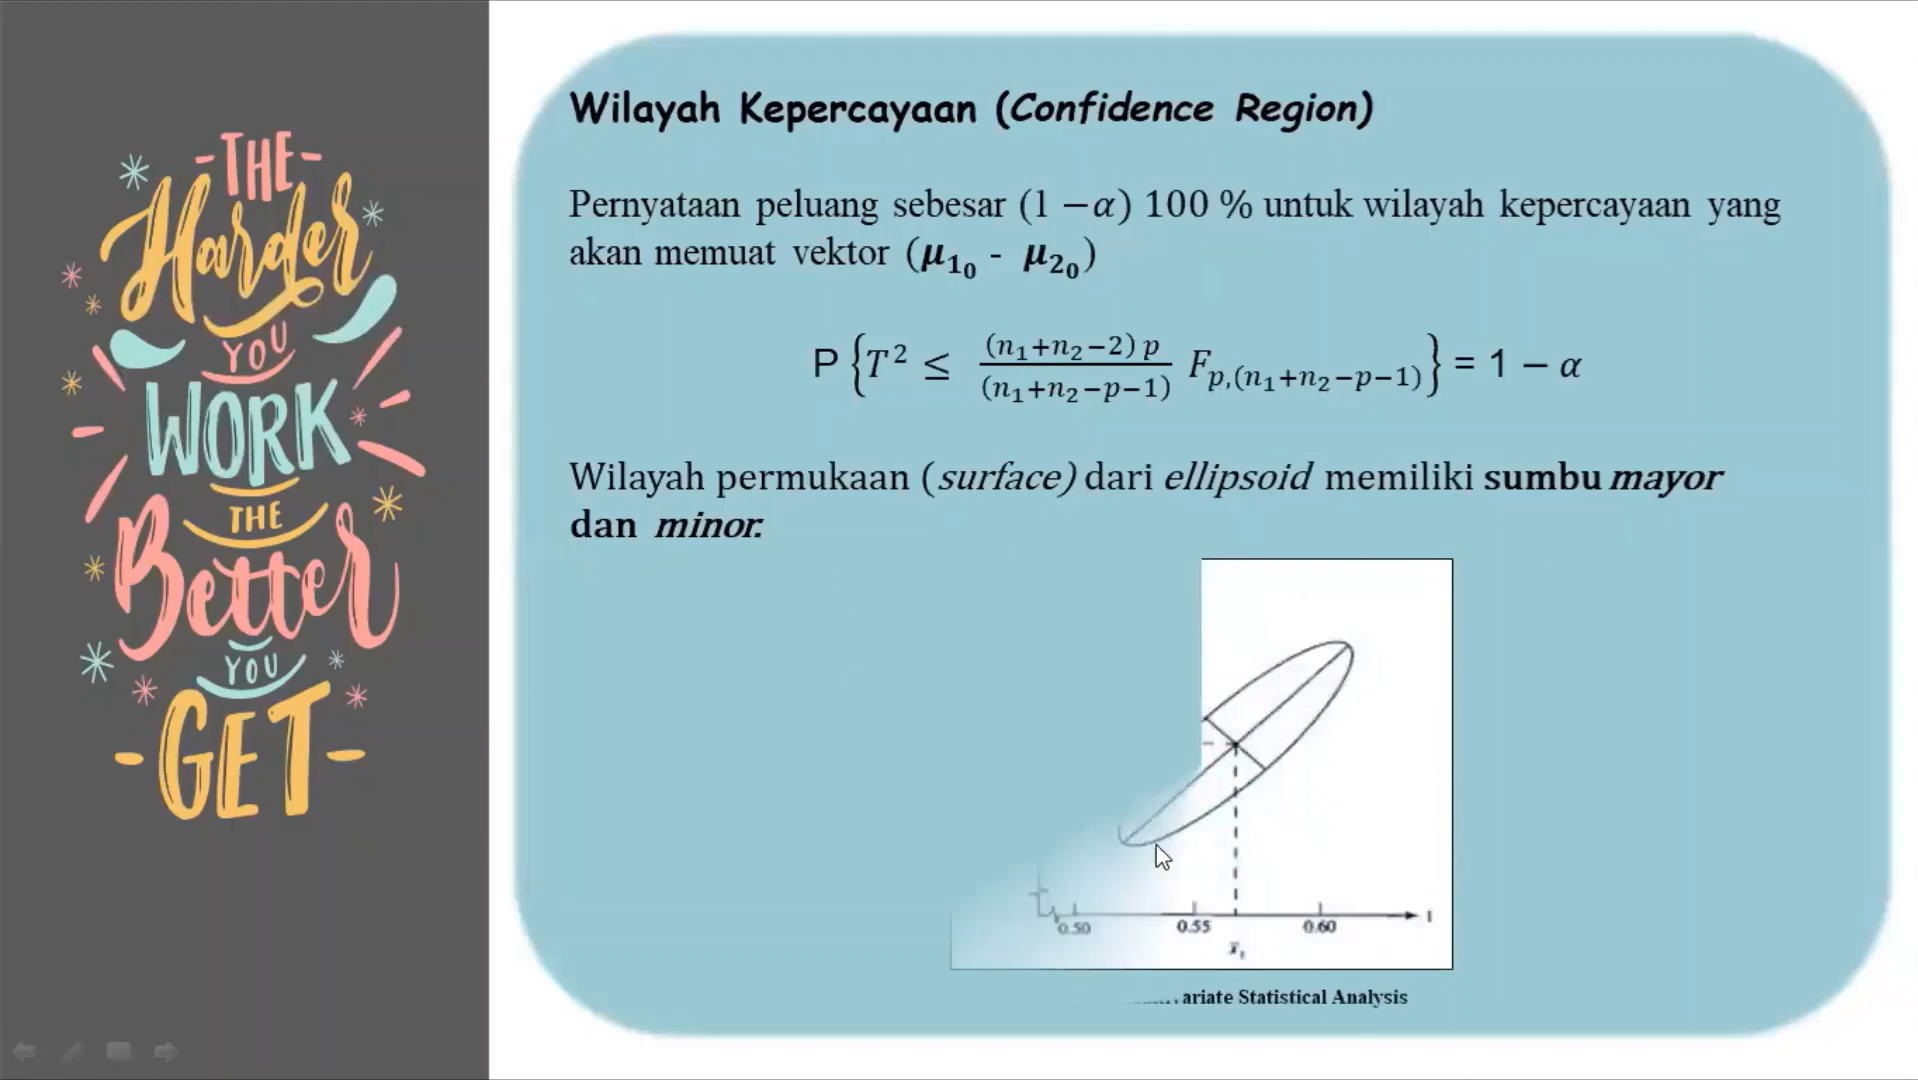 -THE-
Harder
YOU
WORK
THE
Better
YOU
-GET-
Wilayah Kepercayaan (Confidence Region)
Pernyataan peluang sebesar (1 −α) 100 % untuk wilayah kepercayaan yang
akan memuat vektor (μ₁₀ - μ₂₀)
P {T² ≤ (n₁+n₂−2) p / (n₁+n₂−p−1) F p,(n₁+n₂−p−1)} = 1 − α
Wilayah permukaan (surface) dari ellipsoid memiliki sumbu mayor
dan minor.
0.50 0.55 0.60
x̄₁
ariate Statistical Analysis